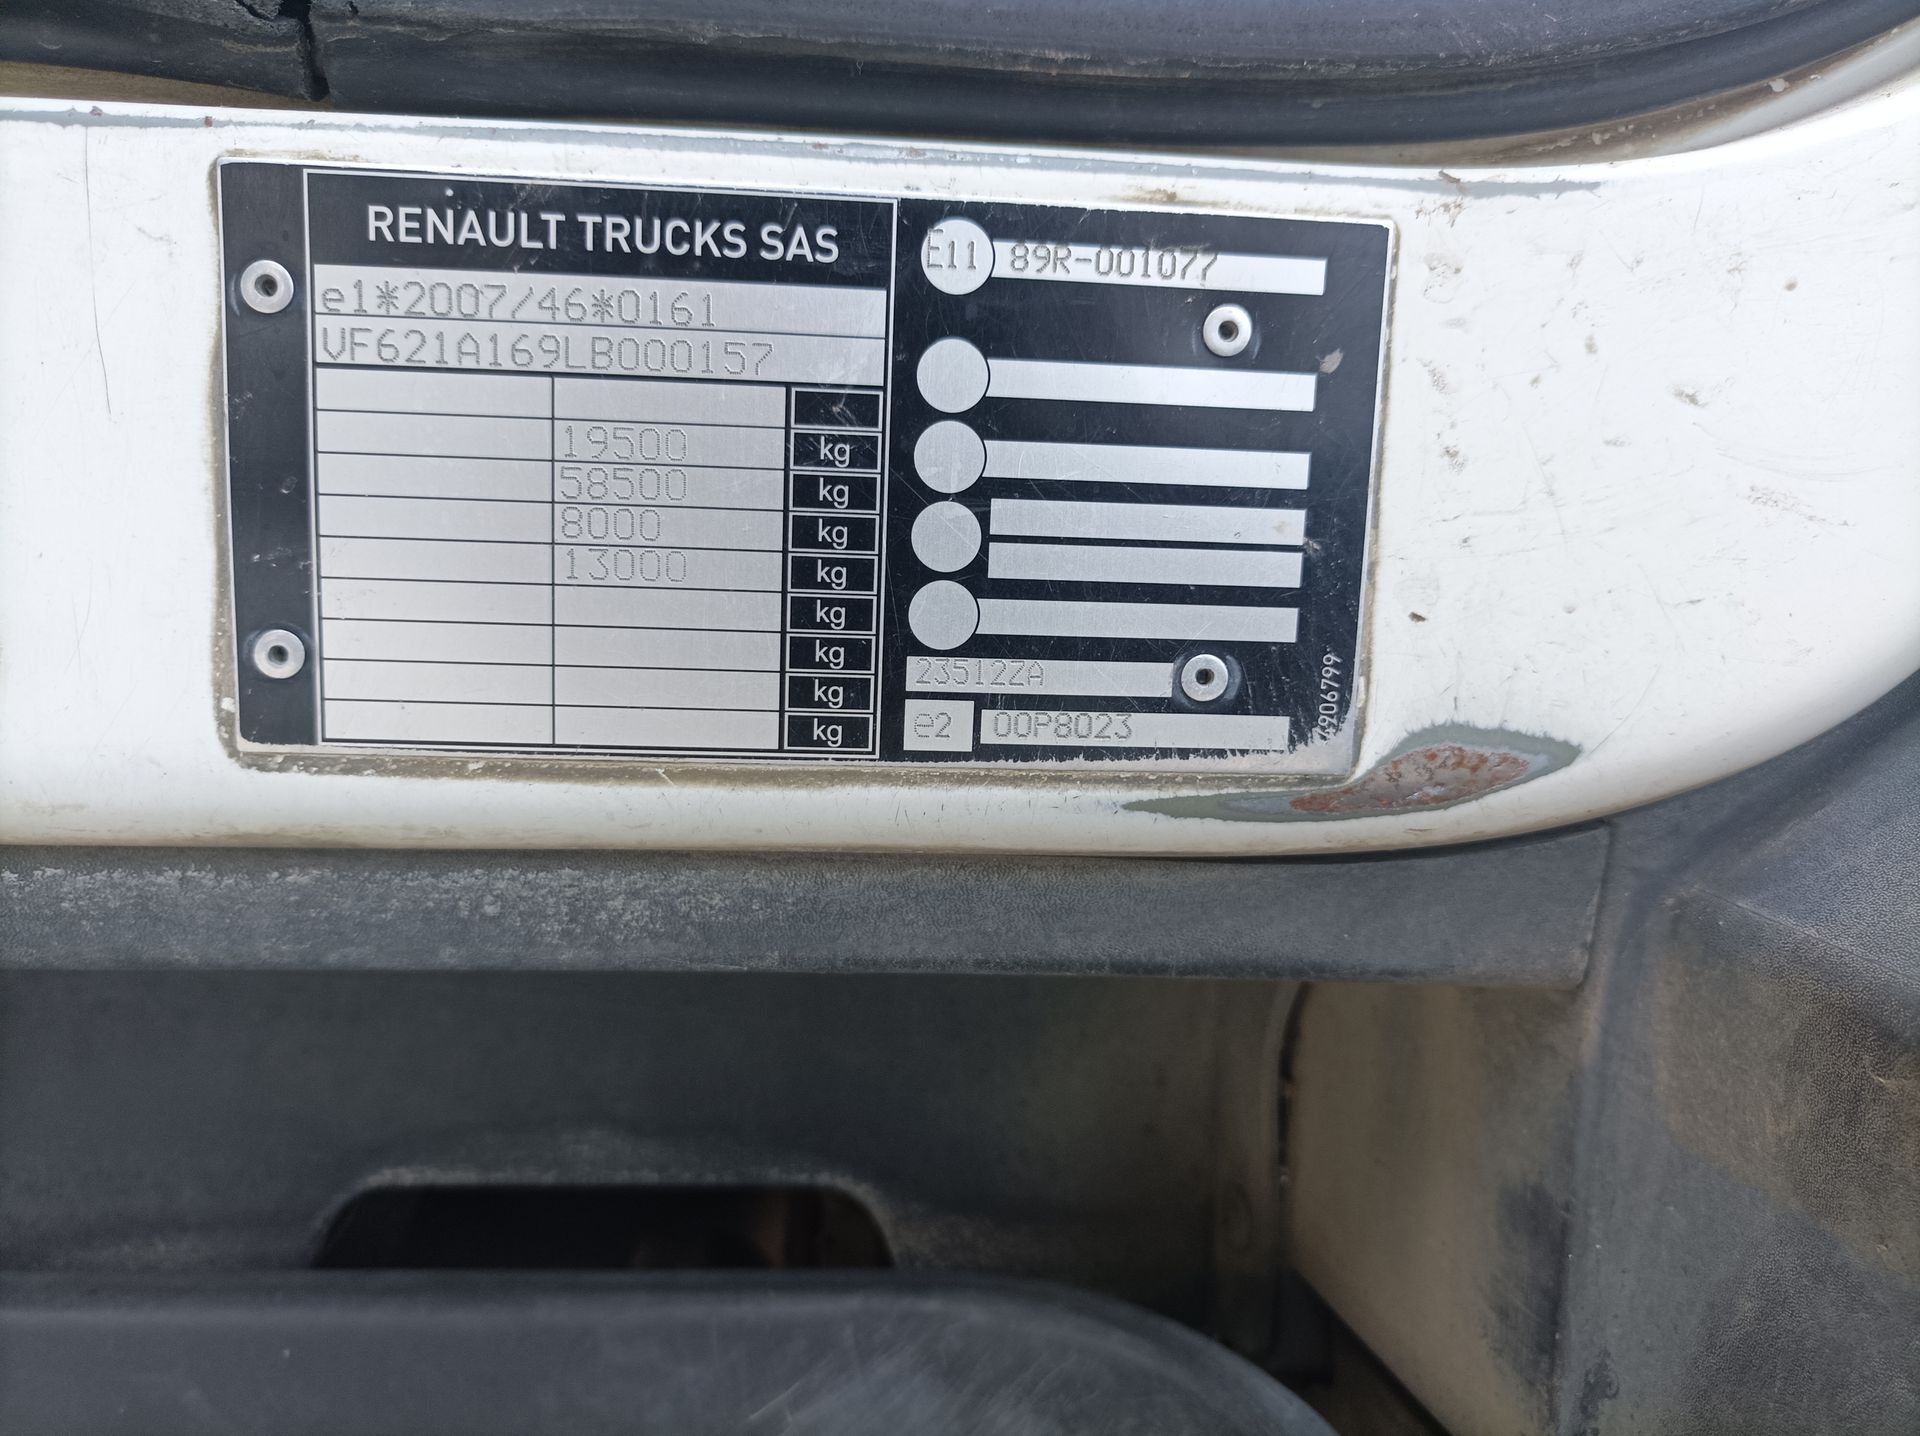 RENAULT TRUCKS SAS
e1*2007/46*0161
VF621A169LB000157
19500 kg
58500 kg
8000 kg
13000 kg
kg
kg
kg
kg
E11 89R-001077
23512ZA
e2 00P8023
74906799